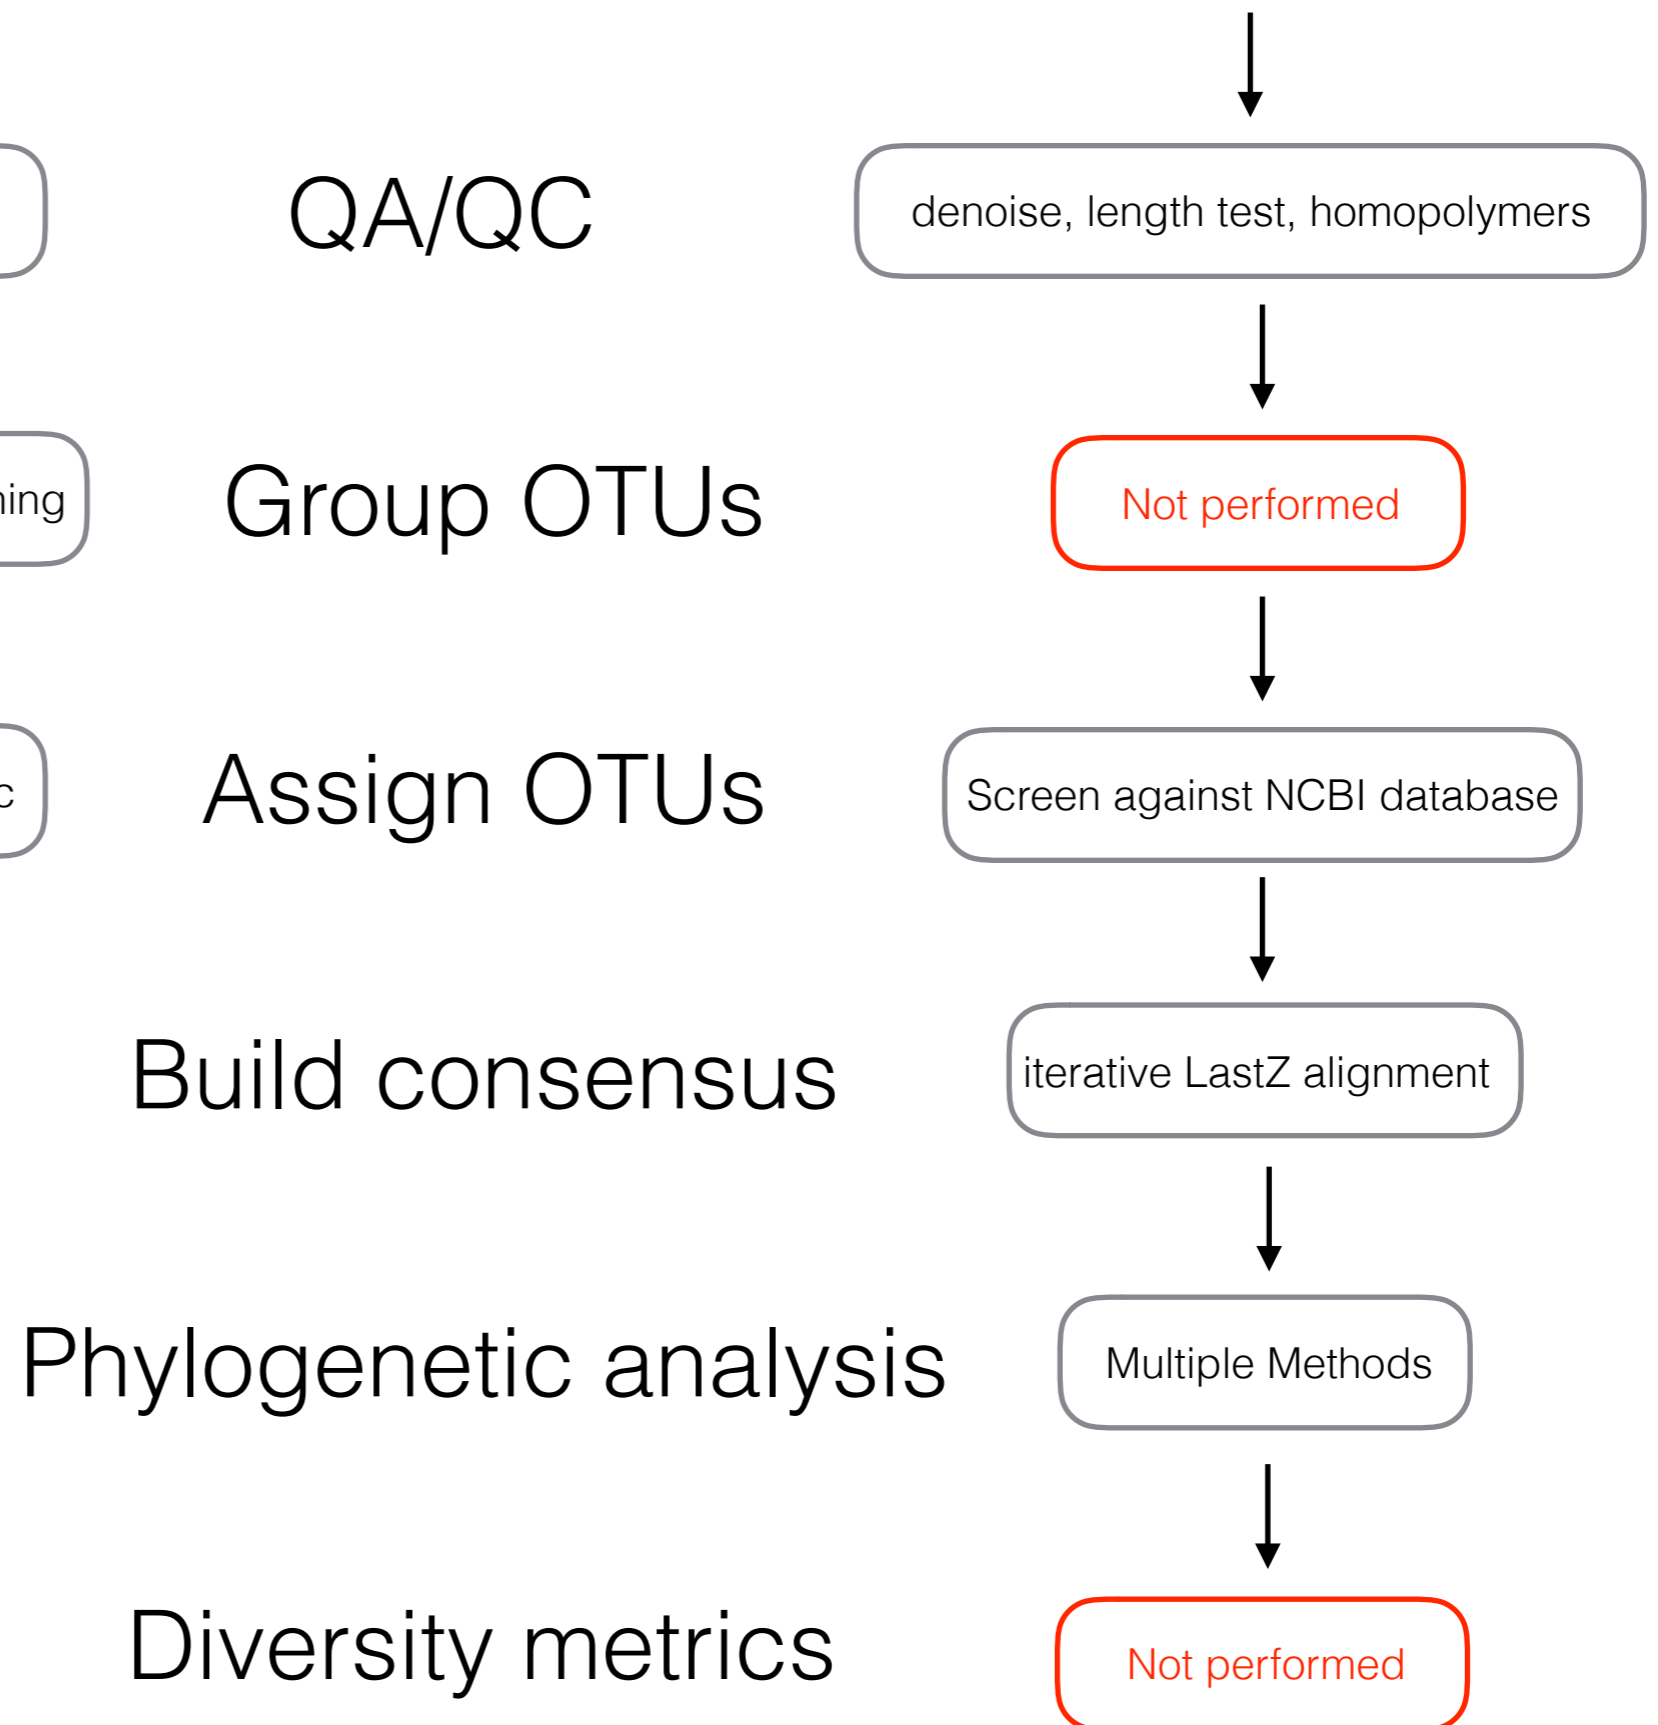 QA/QC
denoise, length test, homopolymers
Group OTUs
Not performed
Assign OTUs
Screen against NCBI database
Build consensus
iterative LastZ alignment
Phylogenetic analysis
Multiple Methods
Diversity metrics
Not performed